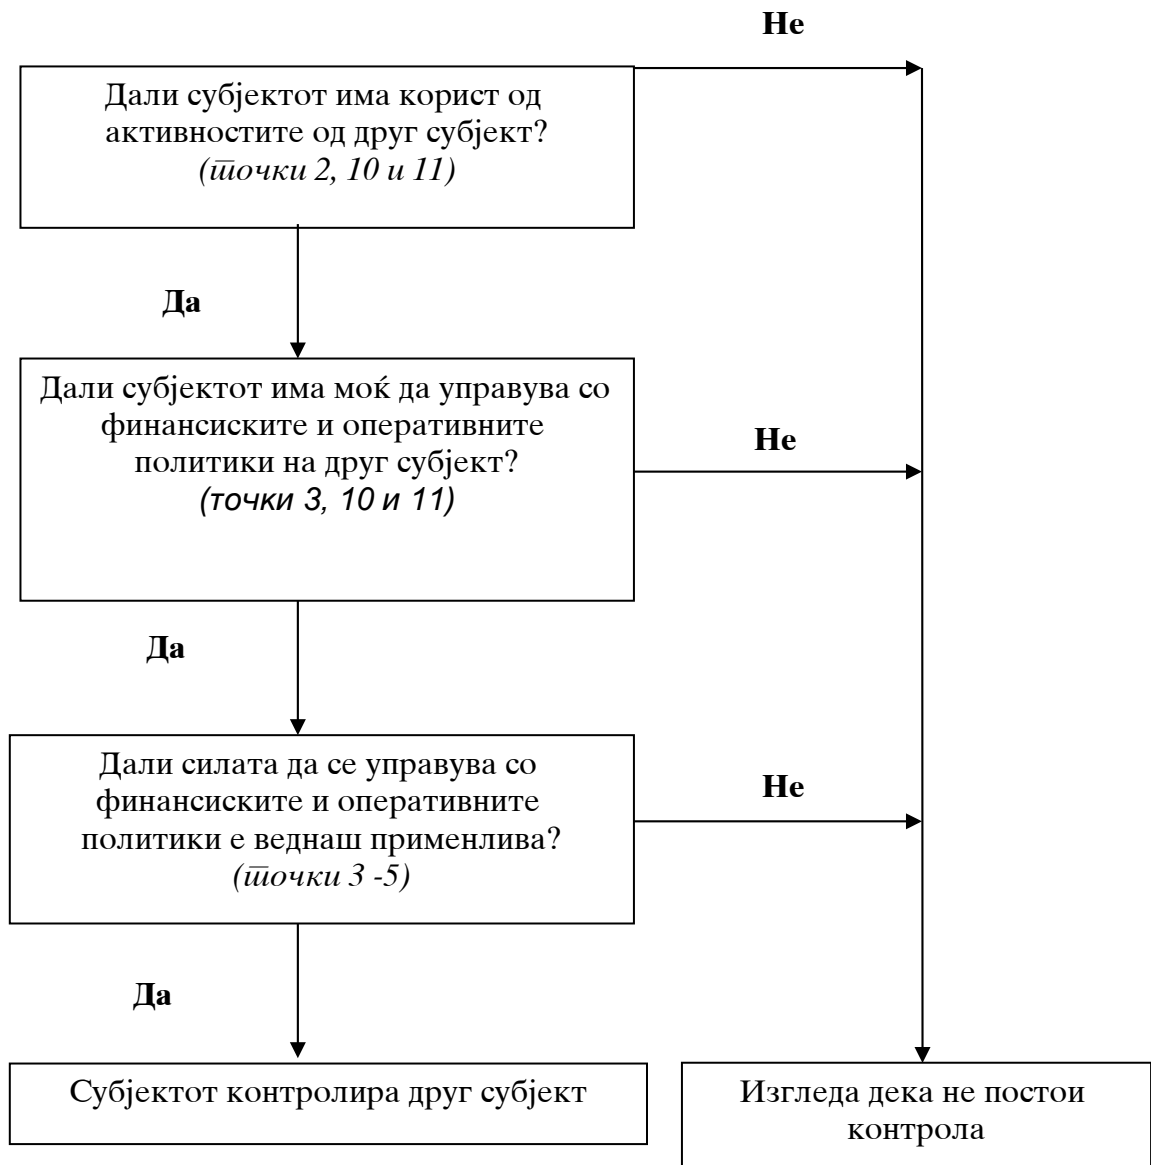 Не
Дали субјектот има корист од
активностите од друг субјект?
(точки 2, 10 и 11)
Да
Дали субјектот има моќ да управува со
финансиските и оперативните
политики на друг субјект?
(точки 3, 10 и 11)
Не
Да
Дали силата да се управува со
финансиските и оперативните
политики е веднаш применлива?
(точки 3 -5)
Не
Да
Субјектот контролира друг субјект
Изгледа дека не постои
контрола